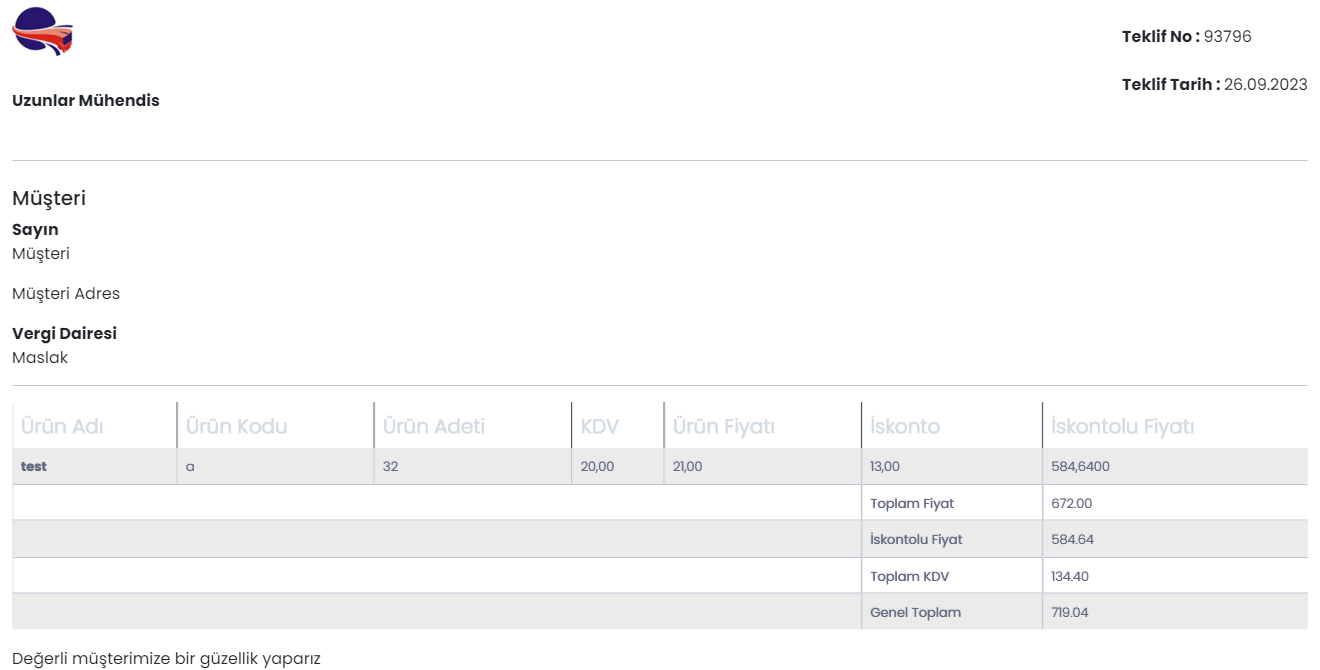 Teklif No : 93796
Teklif Tarih : 26.09.2023
Uzunlar Mühendis
Müşteri
Sayın
Müşteri
Müşteri Adres
Vergi Dairesi
Maslak
Ürün Adı Ürün Kodu Ürün Adeti KDV Ürün Fiyatı İskonto İskontolu Fiyatı
test a 32 20,00 21,00 13,00 584,6400
Toplam Fiyat 672.00
İskontolu Fiyat 584.64
Toplam KDV 134.40
Genel Toplam 719.04
Değerli müşterimize bir güzellik yaparız